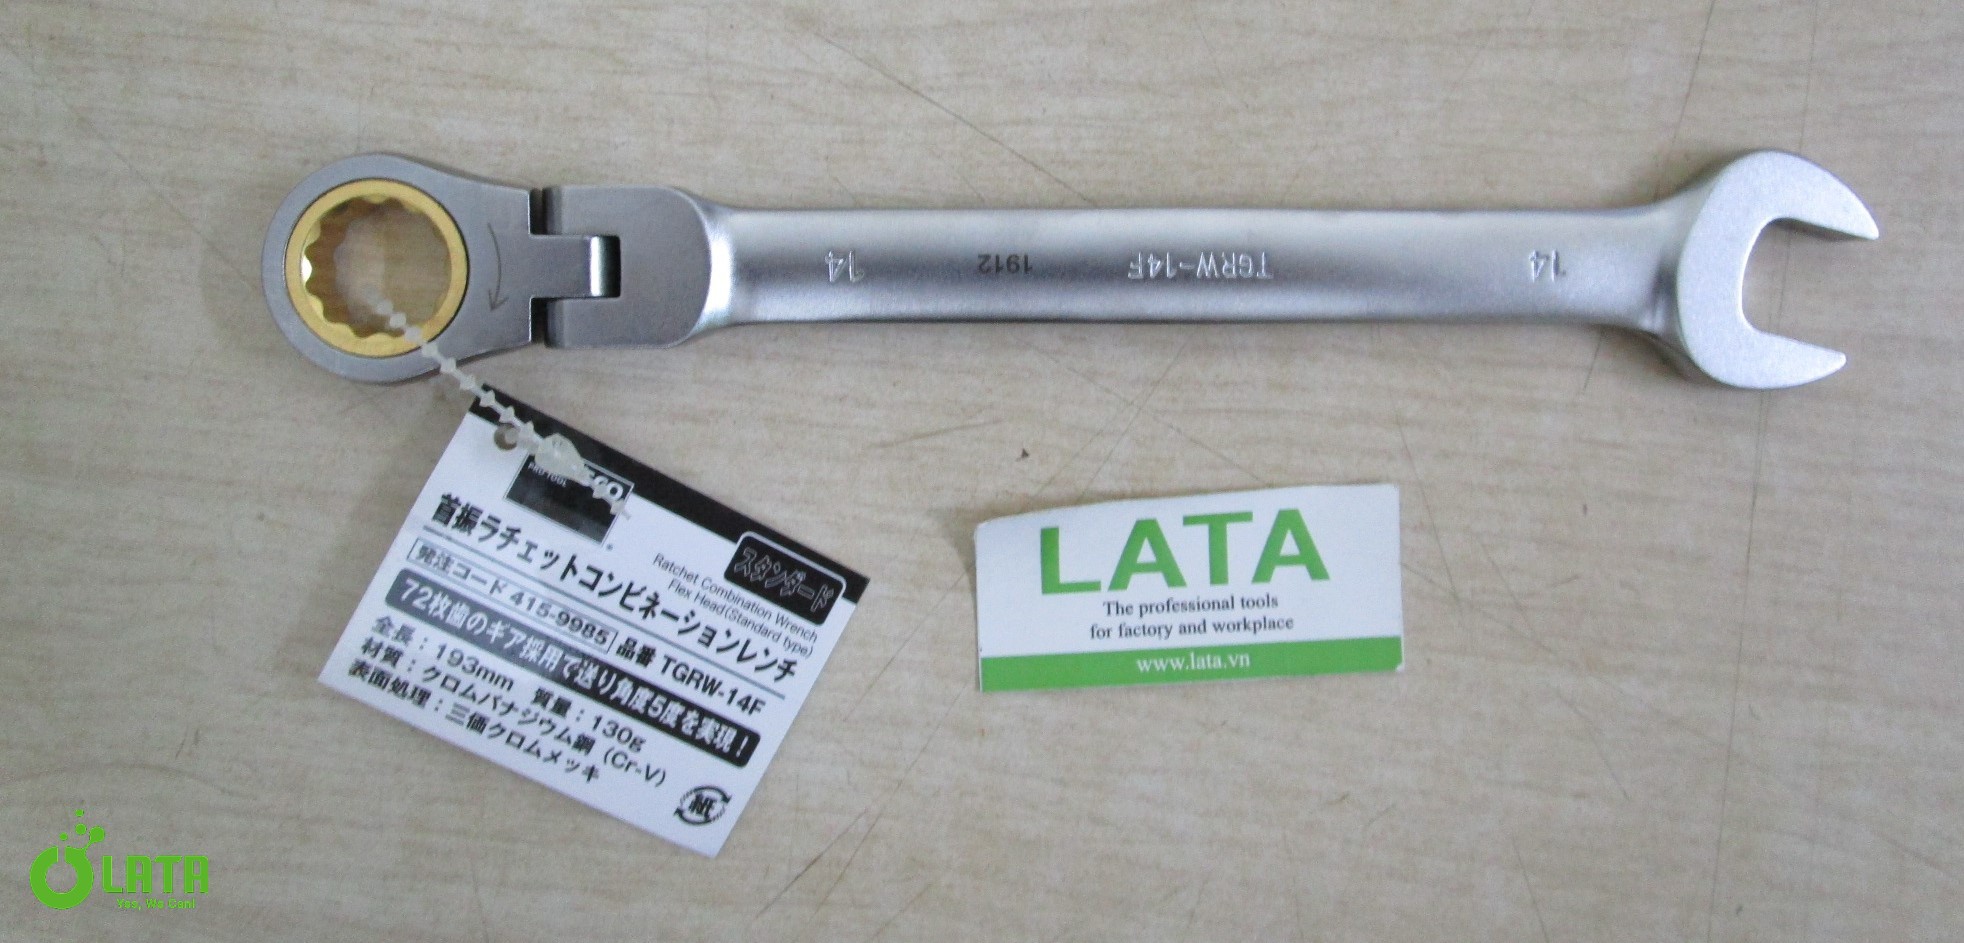 14
1912
TGRW-14F
14
PRO TOOL
首振ラチェットコンビネーションレンチ
スタンダード
Ratchet Combination Wrench
Flex Head(Standard type)
発注コード 415-9985 品番 TGRW-14F
72枚歯のギア採用で送り角度5度を実現!
全長:193mm 質量:130g
材質:クロムバナジウム鋼 (Cr-V)
表面処理:三価クロムメッキ
紙
LATA
The professional tools
for factory and workplace
www.lata.vn
LATA
Yes, We Can!